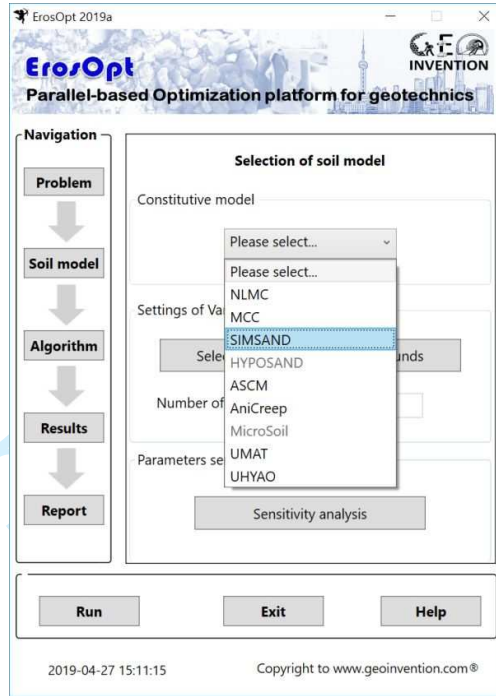 ErosOpt 2019a
GEO
INVENTION
ErosOpt
Parallel-based Optimization platform for geotechnics
Navigation
Problem
Soil model
Algorithm
Results
Report
Selection of soil model
Constitutive model
Please select...
Please select...
NLMC
MCC
SIMSAND
HYPOSAND
ASCM
AniCreep
MicroSoil
UMAT
UHYAO
Settings of Va
Selec unds
Number of
Parameters se
Sensitivity analysis
Run Exit Help
2019-04-27 15:11:15 Copyright to www.geoinvention.com®